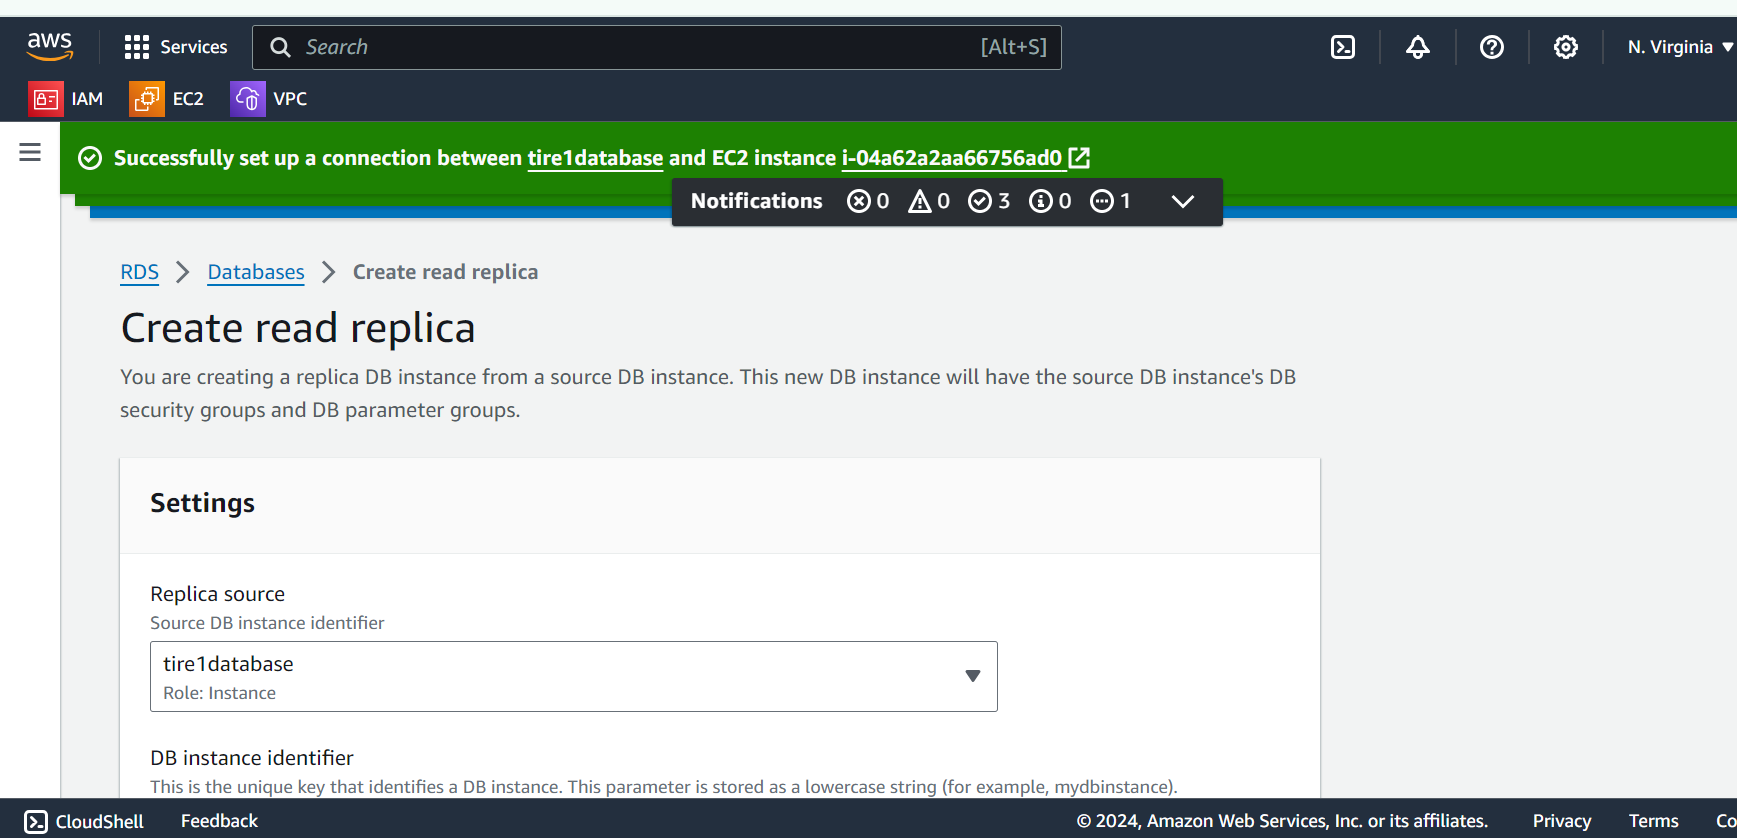 aws
Services
Search
[Alt+S]
N. Virginia
IAM
EC2
VPC
Successfully set up a connection between tire1database and EC2 instance i-04a62a2aa66756ad0
Notifications 0 0 3 0 1
RDS > Databases > Create read replica
Create read replica
You are creating a replica DB instance from a source DB instance. This new DB instance will have the source DB instance's DB
security groups and DB parameter groups.
Settings
Replica source
Source DB instance identifier
tire1database
Role: Instance
DB instance identifier
This is the unique key that identifies a DB instance. This parameter is stored as a lowercase string (for example, mydbinstance).
CloudShell
Feedback
© 2024, Amazon Web Services, Inc. or its affiliates.
Privacy
Terms
Co